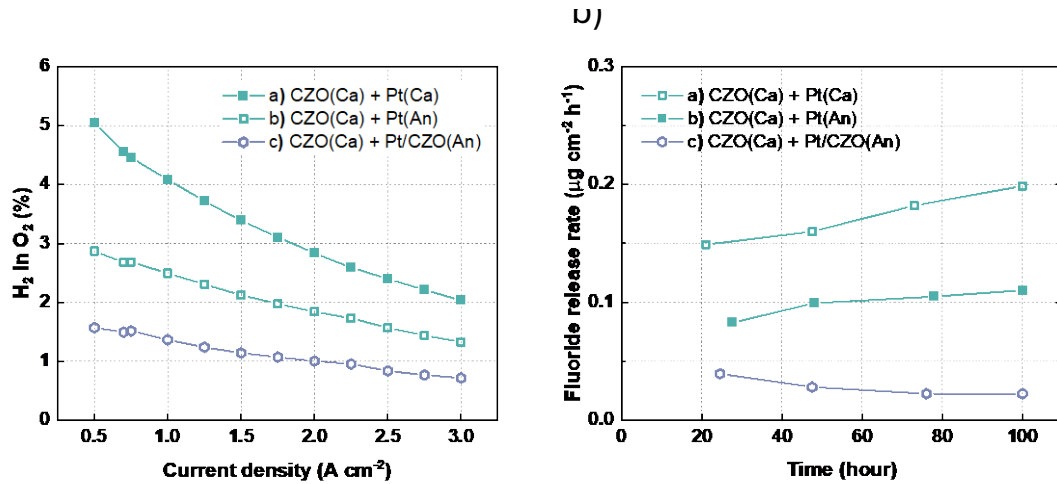 b)
6
5
4
3
2
1
0
H₂ In O₂ (%)
a) CZO(Ca) + Pt(Ca)
b) CZO(Ca) + Pt(An)
c) CZO(Ca) + Pt/CZO(An)
0.5 1.0 1.5 2.0 2.5 3.0
Current density (A cm⁻²)
0.3
0.2
0.1
0.0
Fluoride release rate (μg cm⁻² h⁻¹)
a) CZO(Ca) + Pt(Ca)
b) CZO(Ca) + Pt(An)
c) CZO(Ca) + Pt/CZO(An)
0 20 40 60 80 100
Time (hour)